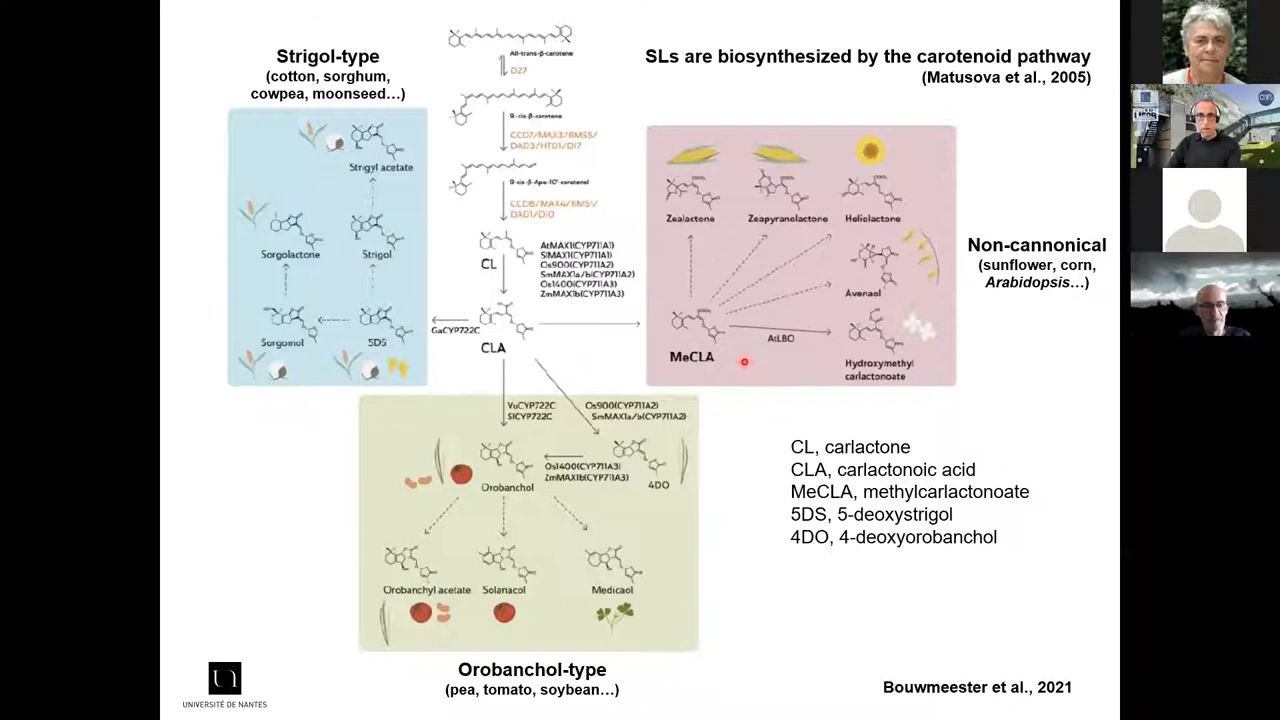 Strigol-type
(cotton, sorghum,
cowpea, moonseed…)
SLs are biosynthesized by the carotenoid pathway
(Matusova et al., 2005)
All-trans-β-carotene
D27
9-cis-β-carotene
CCD7/MAX3/RMS5/
DAD3/HTD1/D17
9-cis-β-Apo-10'-carotenal
CCD8/MAX4/RMS1/
DAD1/D10
CL
AtMAX1(CYP711A1)
SlMAX1(CYP711A1)
Os900(CYP711A2)
SmMAX1a/b(CYP711A2)
Os1400(CYP711A3)
ZmMAX1b(CYP711A3)
CLA
GaCYP722C
Strigyl acetate
Sorgolactone
Strigol
Sorgomol
5DS
Zealactone
Zeapyranolactone
Heliolactone
Avenaol
MeCLA
AtLBO
Hydroxymethyl
carlactonoate
Non-cannonical
(sunflower, corn,
Arabidopsis…)
VuCYP722C
SlCYP722C
Os900(CYP711A2)
SmMAX1a/b(CYP711A2)
Orobanchol
Os1400(CYP711A3)
ZmMAX1b(CYP711A3)
4DO
Orobanchyl acetate
Solanacol
Medicaol
CL, carlactone
CLA, carlactonoic acid
MeCLA, methylcarlactonoate
5DS, 5-deoxystrigol
4DO, 4-deoxyorobanchol
Orobanchol-type
(pea, tomato, soybean…)
UNIVERSITÉ DE NANTES
Bouwmeester et al., 2021